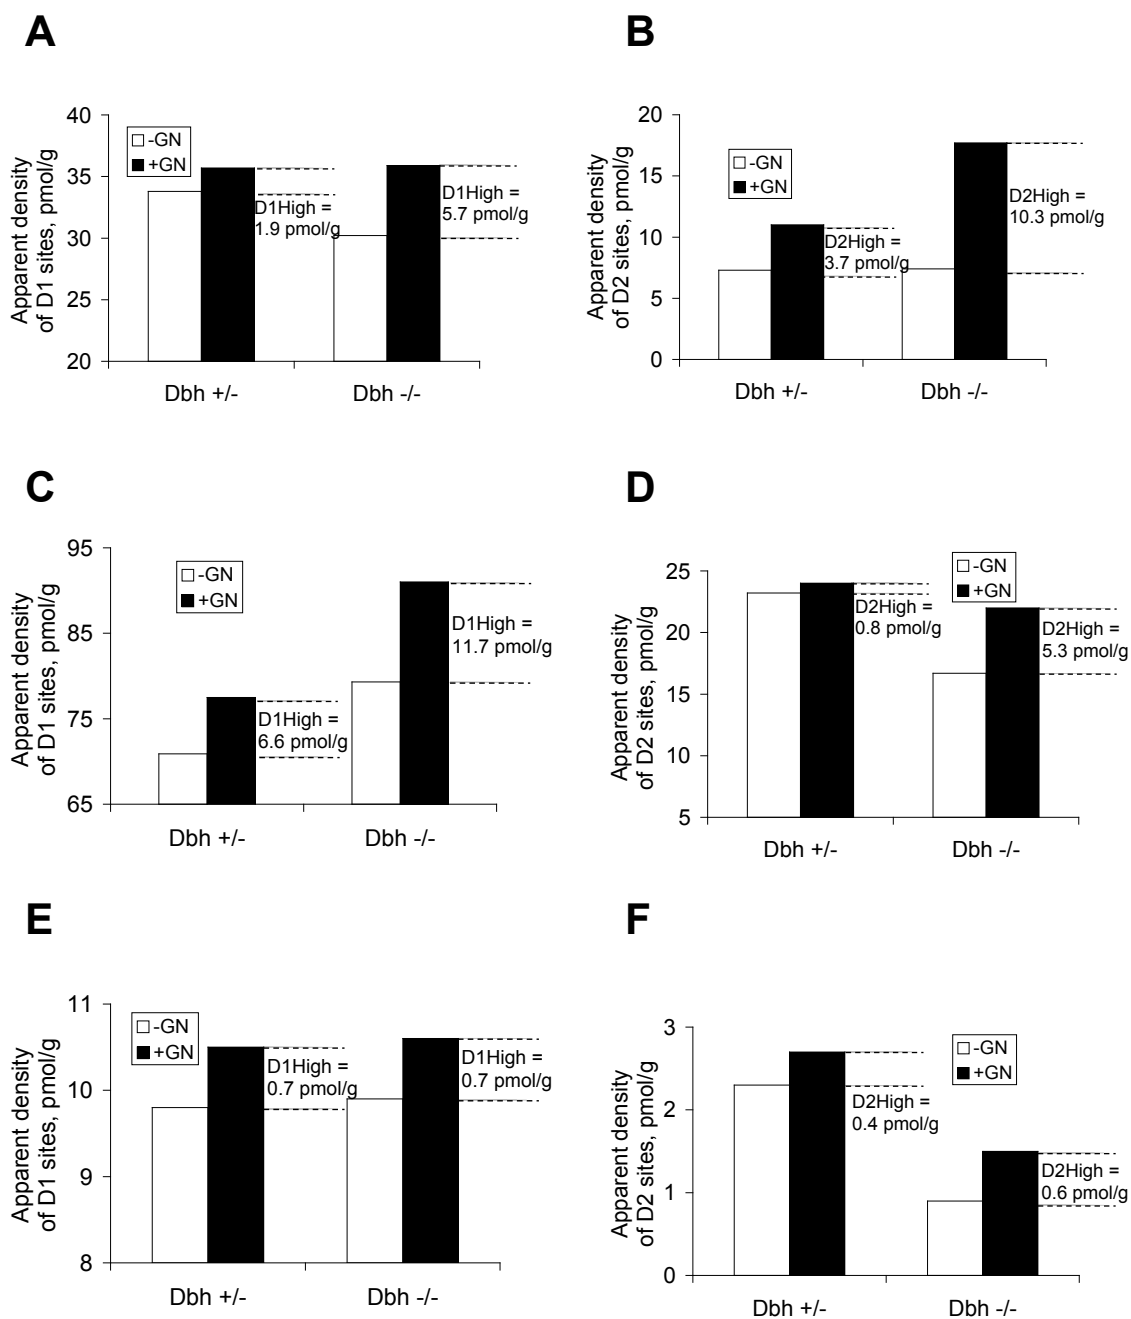 A
Apparent density
of D1 sites, pmol/g
40
35
30
25
20
-GN
+GN
D1High =
1.9 pmol/g
D1High =
5.7 pmol/g
Dbh +/-
Dbh -/-
B
Apparent density
of D2 sites, pmol/g
20
15
10
5
0
-GN
+GN
D2High =
3.7 pmol/g
D2High =
10.3 pmol/g
Dbh +/-
Dbh -/-
C
Apparent density
of D1 sites, pmol/g
95
85
75
65
-GN
+GN
D1High =
6.6 pmol/g
D1High =
11.7 pmol/g
Dbh +/-
Dbh -/-
D
Apparent density
of D2 sites, pmol/g
25
20
15
10
5
-GN
+GN
D2High =
0.8 pmol/g
D2High =
5.3 pmol/g
Dbh +/-
Dbh -/-
E
Apparent density
of D1 sites, pmol/g
11
10
9
8
-GN
+GN
D1High =
0.7 pmol/g
D1High =
0.7 pmol/g
Dbh +/-
Dbh -/-
F
Apparent density
of D2 sites, pmol/g
3
2
1
0
-GN
+GN
D2High =
0.4 pmol/g
D2High =
0.6 pmol/g
Dbh +/-
Dbh -/-